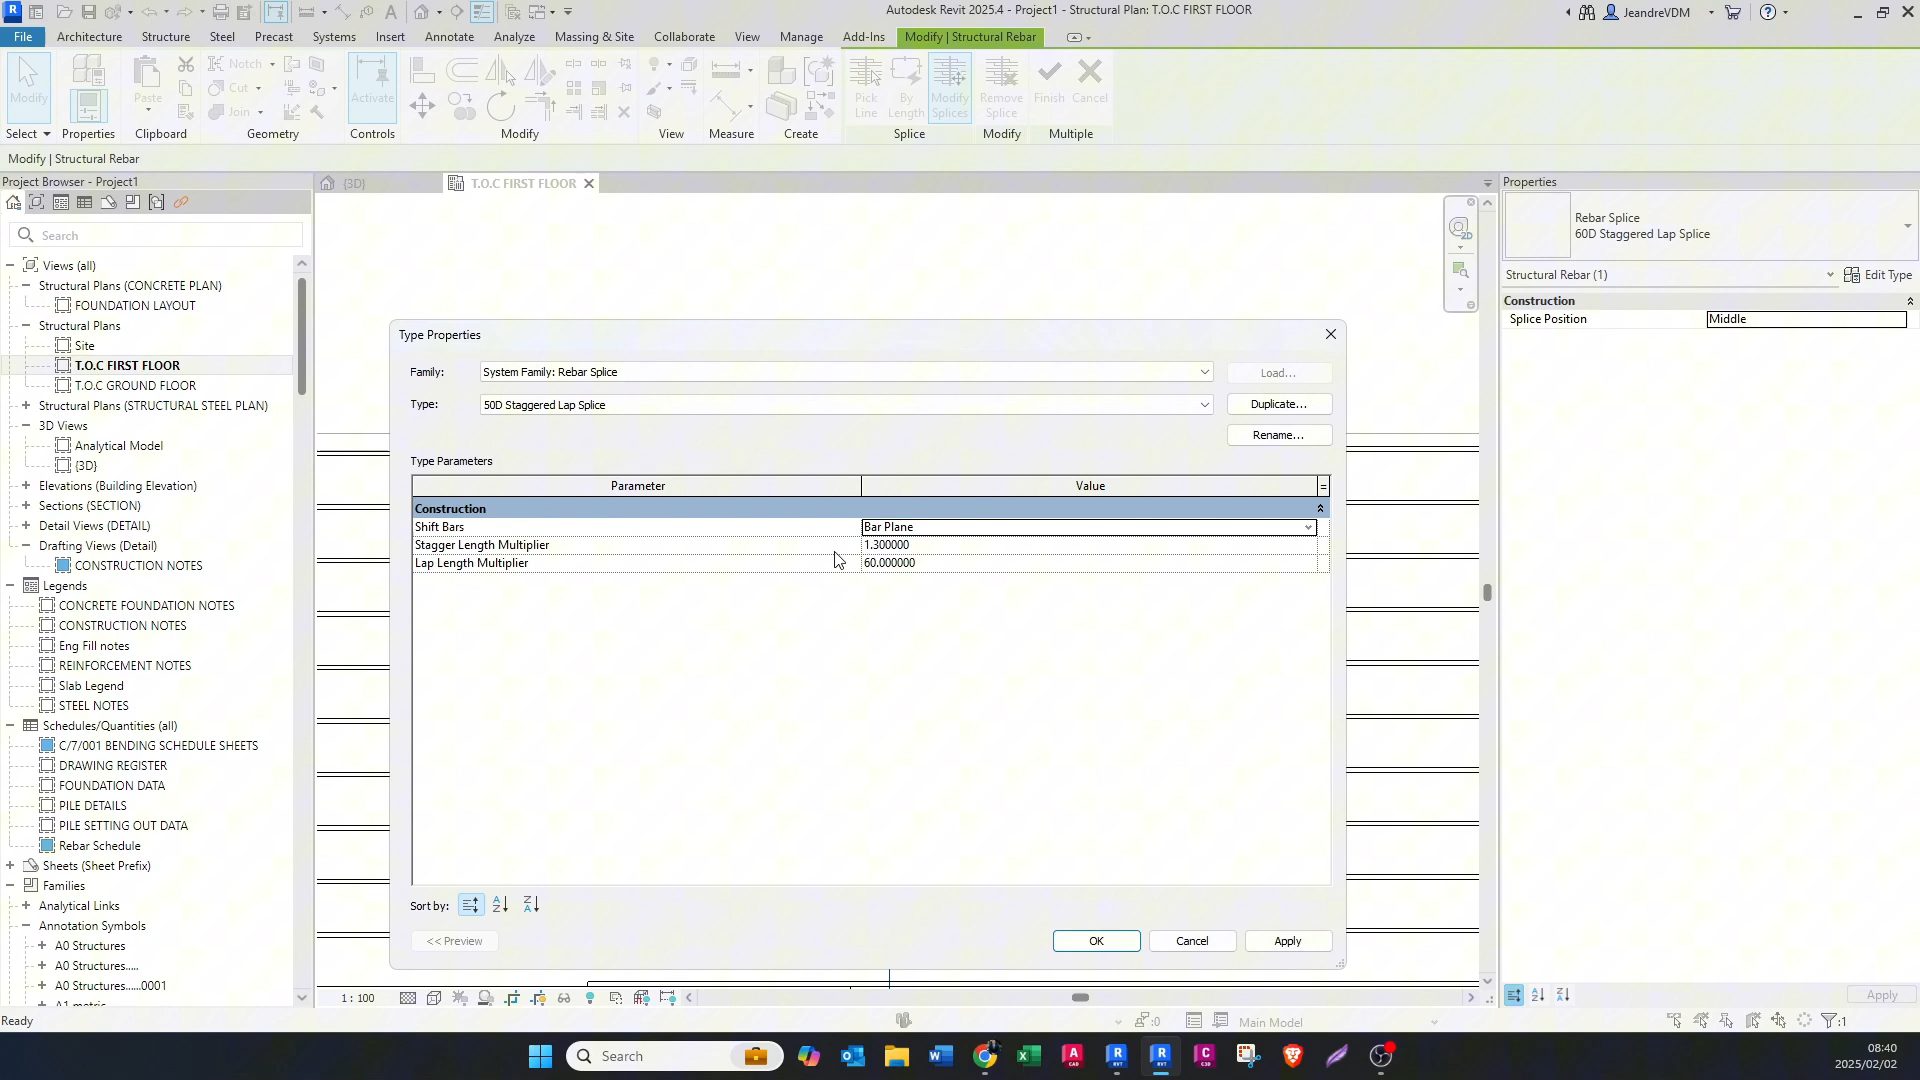 Autodesk Revit 2025.4 - Project1 - Structural Plan: T.O.C FIRST FLOOR
JeandreVDM
File Architecture Structure Steel Precast Systems Insert Annotate Analyze Massing & Site Collaborate View Manage Add-Ins Modify | Structural Rebar
Modify
Paste
Notch
Cut
Join
Activate
Pick Line
By Length
Modify Splices
Remove Splice
Finish
Cancel
Select Properties Clipboard Geometry Controls Modify View Measure Create Splice Modify Multiple
Modify | Structural Rebar
Project Browser - Project1
{3D}
T.O.C FIRST FLOOR
Properties
Search
Views (all)
Structural Plans (CONCRETE PLAN)
FOUNDATION LAYOUT
Structural Plans
Site
T.O.C FIRST FLOOR
T.O.C GROUND FLOOR
Structural Plans (STRUCTURAL STEEL PLAN)
3D Views
Analytical Model
{3D}
Elevations (Building Elevation)
Sections (SECTION)
Detail Views (DETAIL)
Drafting Views (Detail)
CONSTRUCTION NOTES
Legends
CONCRETE FOUNDATION NOTES
CONSTRUCTION NOTES
Eng Fill notes
REINFORCEMENT NOTES
Slab Legend
STEEL NOTES
Schedules/Quantities (all)
C/7/001 BENDING SCHEDULE SHEETS
DRAWING REGISTER
FOUNDATION DATA
PILE DETAILS
PILE SETTING OUT DATA
Rebar Schedule
Sheets (Sheet Prefix)
Families
Analytical Links
Annotation Symbols
A0 Structures
A0 Structures.....
A0 Structures......0001
A1 metric
Type Properties
Family: System Family: Rebar Splice Load...
Type: 50D Staggered Lap Splice Duplicate...
Rename...
Type Parameters
Parameter Value =
Construction
Shift Bars Bar Plane
Stagger Length Multiplier 1.300000
Lap Length Multiplier 60.000000
Sort by:
<< Preview OK Cancel Apply
2D
Rebar Splice
60D Staggered Lap Splice
Structural Rebar (1) Edit Type
Construction
Splice Position Middle
Apply
1 : 100
Ready
:0
Main Model
:1
Search
08:40
2025/02/02